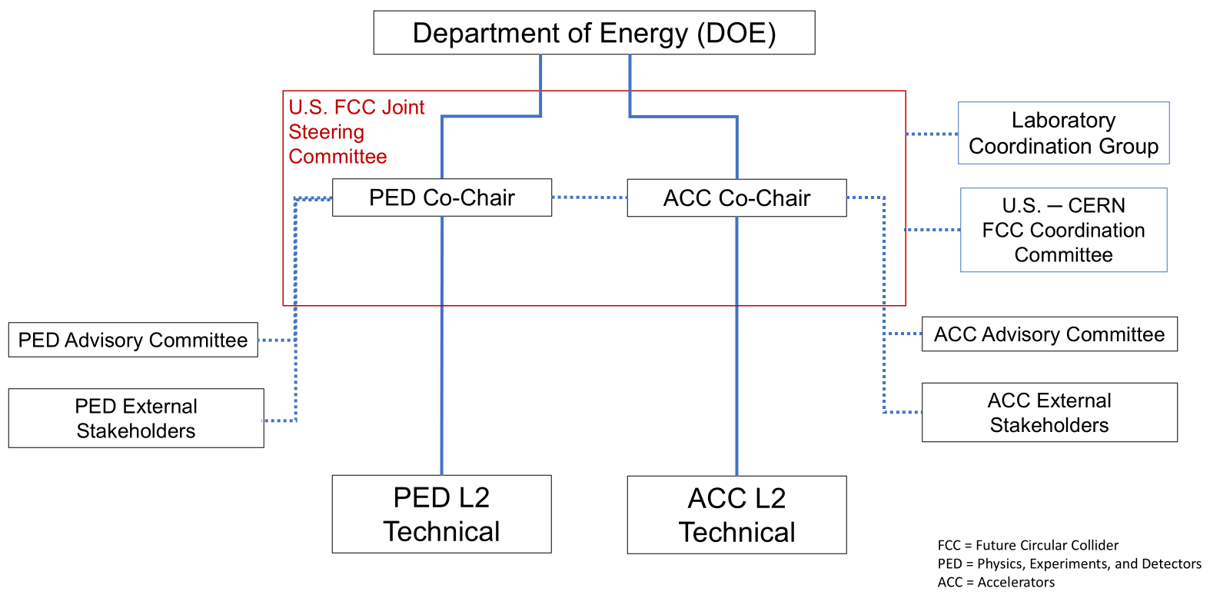 Department of Energy (DOE)
U.S. FCC Joint
Steering
Committee
Laboratory
Coordination Group
PED Co-Chair
ACC Co-Chair
U.S. — CERN
FCC Coordination
Committee
PED Advisory Committee
ACC Advisory Committee
PED External
Stakeholders
ACC External
Stakeholders
PED L2
Technical
ACC L2
Technical
FCC = Future Circular Collider
PED = Physics, Experiments, and Detectors
ACC = Accelerators